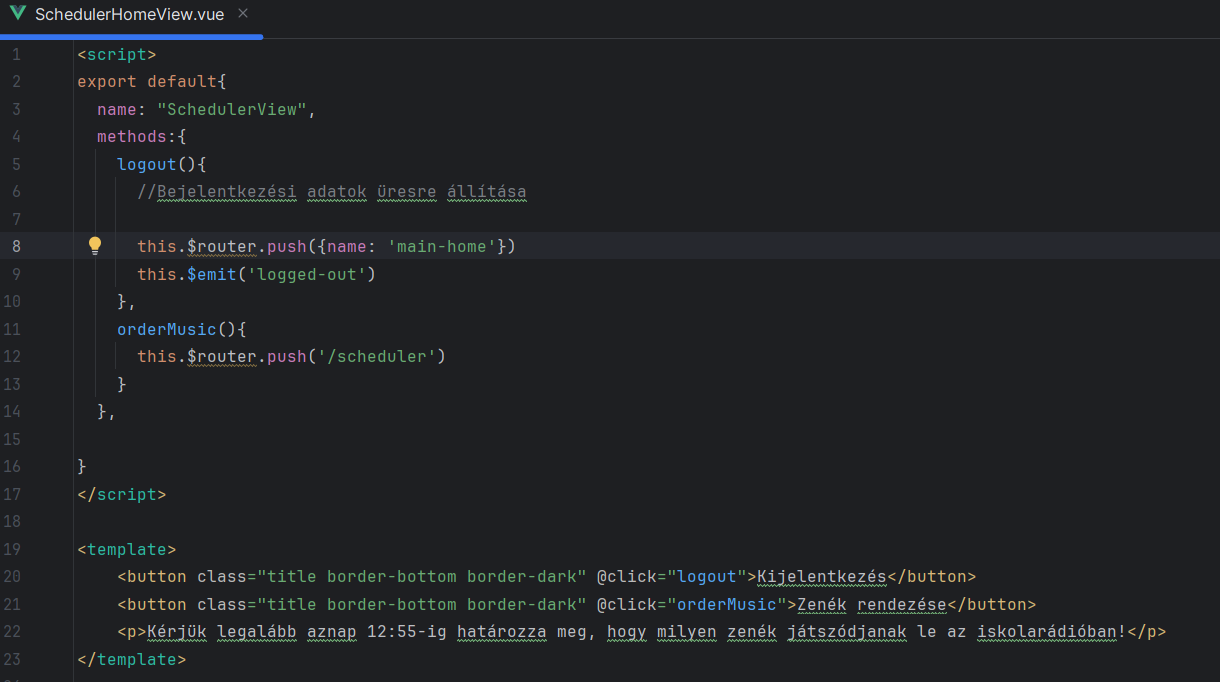 SchedulerHomeView.vue
1 <script>
2 export default{
3   name: "SchedulerView",
4   methods:{
5     logout(){
6       //Bejelentkezési adatok üresre állítása
7
8       this.$router.push({name: 'main-home'})
9       this.$emit('logged-out')
10     },
11     orderMusic(){
12       this.$router.push('/scheduler')
13     }
14   },
15
16 }
17 </script>
18
19 <template>
20     <button class="title border-bottom border-dark" @click="logout">Kijelentkezés</button>
21     <button class="title border-bottom border-dark" @click="orderMusic">Zenék rendezése</button>
22     <p>Kérjük legalább aznap 12:55-ig határozza meg, hogy milyen zenék játszódjanak le az iskolarádióban!</p>
23 </template>